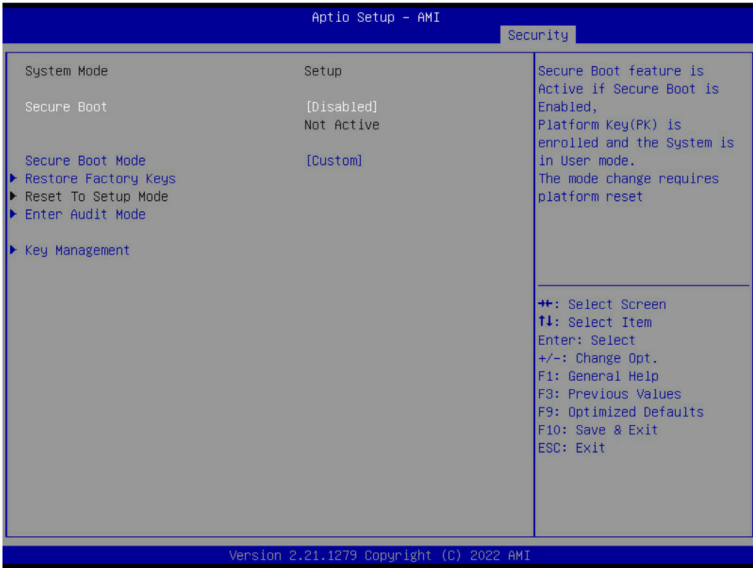 Aptio Setup – AMI
Security
System Mode Setup
Secure Boot [Disabled]
Not Active
Secure Boot Mode [Custom]
▶ Restore Factory Keys
▶ Reset To Setup Mode
▶ Enter Audit Mode
▶ Key Management
Secure Boot feature is
Active if Secure Boot is
Enabled,
Platform Key(PK) is
enrolled and the System is
in User mode.
The mode change requires
platform reset
→←: Select Screen
↑↓: Select Item
Enter: Select
+/-: Change Opt.
F1: General Help
F3: Previous Values
F9: Optimized Defaults
F10: Save & Exit
ESC: Exit
Version 2.21.1279 Copyright (C) 2022 AMI